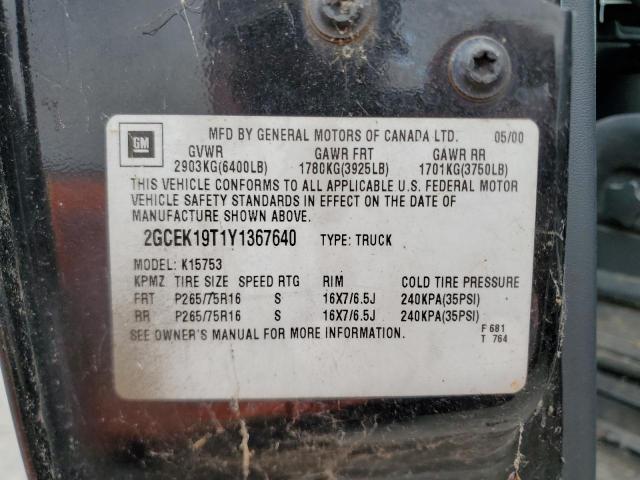 GM
MFD BY GENERAL MOTORS OF CANADA LTD. 05/00
GVWR GAWR FRT GAWR RR
2903KG(6400LB) 1780KG(3925LB) 1701KG(3750LB)
THIS VEHICLE CONFORMS TO ALL APPLICABLE U.S. FEDERAL MOTOR
VEHICLE SAFETY STANDARDS IN EFFECT ON THE DATE OF
MANUFACTURE SHOWN ABOVE.
2GCEK19T1Y1367640 TYPE: TRUCK
MODEL: K15753
KPMZ TIRE SIZE SPEED RTG RIM COLD TIRE PRESSURE
FRT P265/75R16 S 16X7/6.5J 240KPA(35PSI)
RR P265/75R16 S 16X7/6.5J 240KPA(35PSI)
SEE OWNER'S MANUAL FOR MORE INFORMATION. F 681
T 764